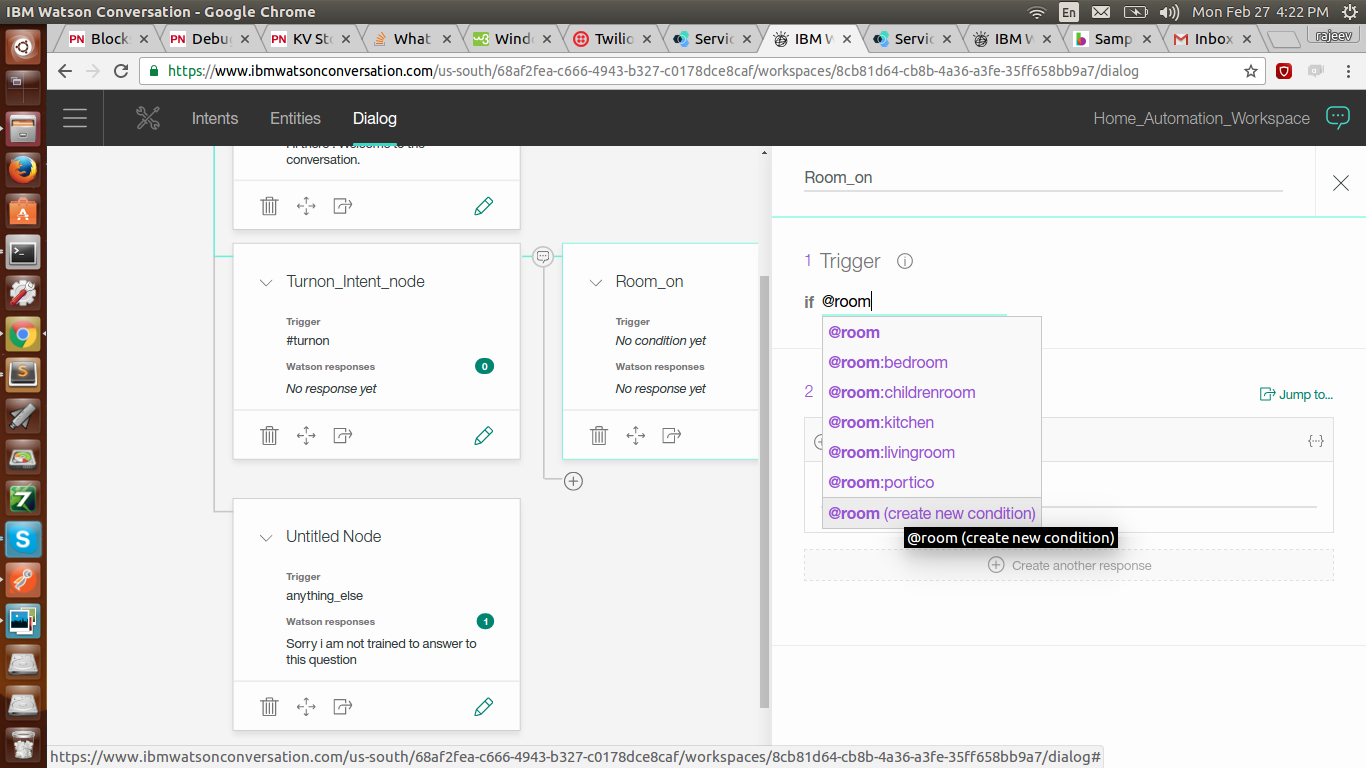 IBM Watson Conversation - Google Chrome
En
Mon Feb 27 4:22 PM
PN Blocks
PN Debug
PN KV Sto
What
w3 Wind
Twilio
Servic
IBM W
Servic
IBM W
b Samp
Inbox
rajeev
https://www.ibmwatsonconversation.com/us-south/68af2fea-c666-4943-b327-c0178dce8caf/workspaces/8cb81d64-cb8b-4a36-a3fe-35ff658bb9a7/dialog
Intents
Entities
Dialog
Home_Automation_Workspace
conversation.
Turnon_Intent_node
Trigger
#turnon
Watson responses
0
No response yet
Room_on
Trigger
No condition yet
Watson responses
No response yet
Untitled Node
Trigger
anything_else
Watson responses
1
Sorry i am not trained to answer to
this question
Room_on
1 Trigger
if @room
@room
@room:bedroom
@room:childrenroom
@room:kitchen
@room:livingroom
@room:portico
@room (create new condition)
@room (create new condition)
2
Jump to...
Create another response
https://www.ibmwatsonconversation.com/us-south/68af2fea-c666-4943-b327-c0178dce8caf/workspaces/8cb81d64-cb8b-4a36-a3fe-35ff658bb9a7/dialog#